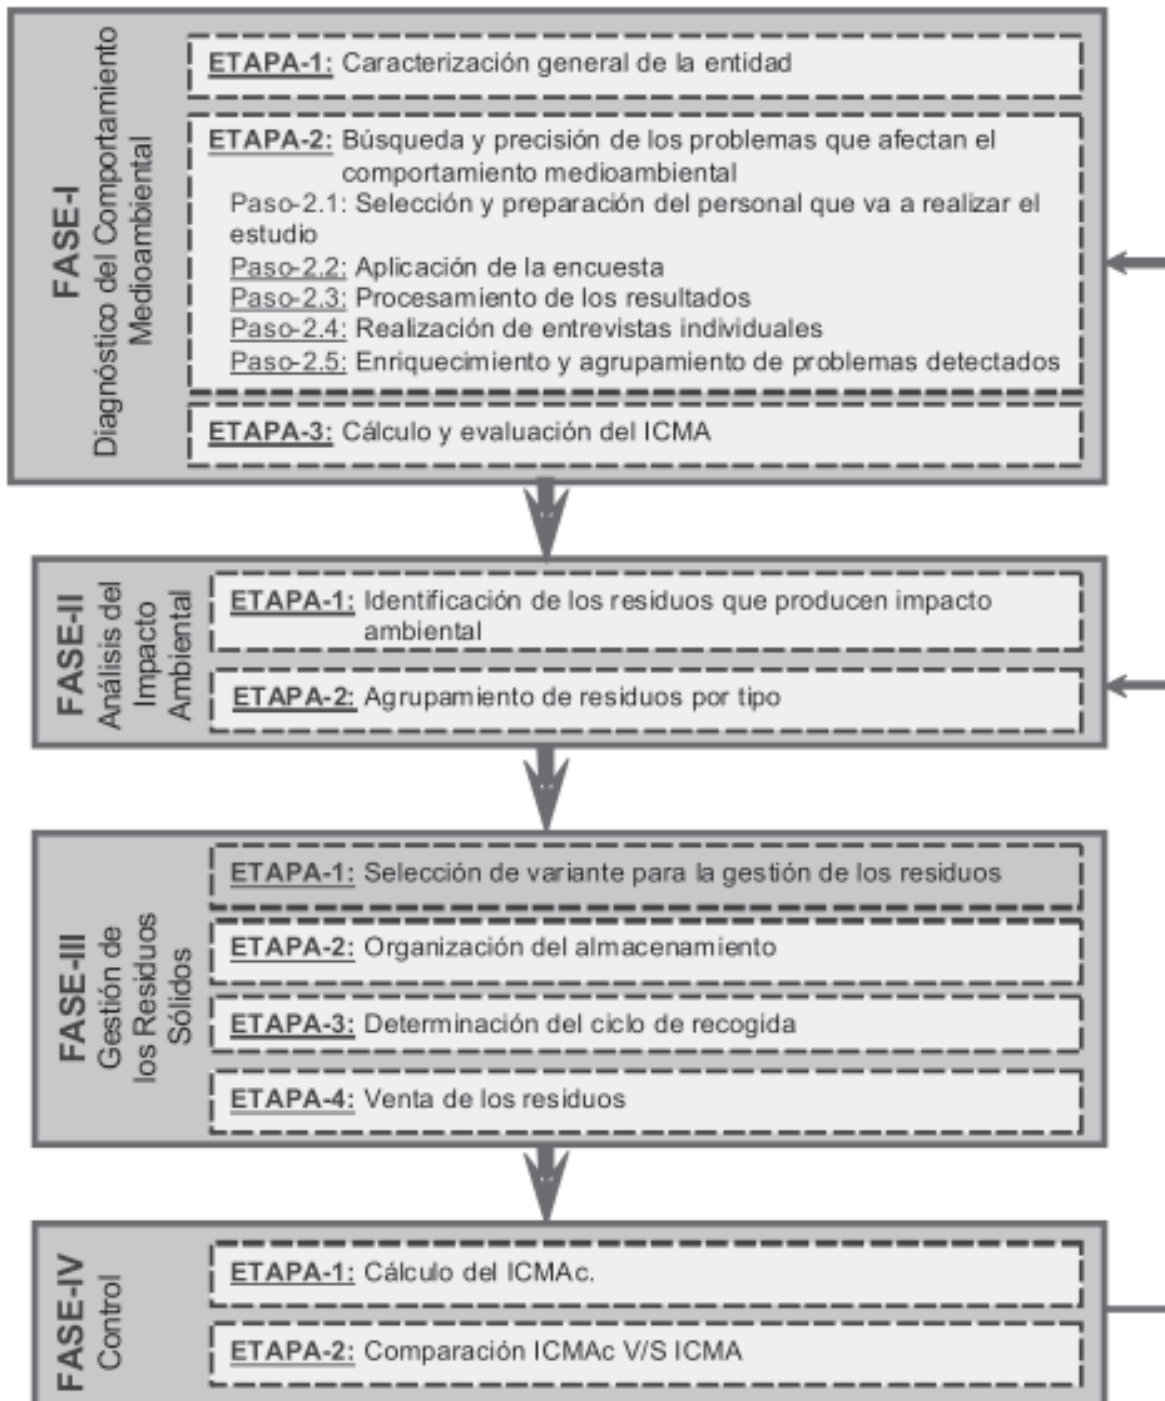 FASE-I
Diagnóstico del Comportamiento
Medioambiental
ETAPA-1: Caracterización general de la entidad
ETAPA-2: Búsqueda y precisión de los problemas que afectan el
comportamiento medioambiental
Paso-2.1: Selección y preparación del personal que va a realizar el
estudio
Paso-2.2: Aplicación de la encuesta
Paso-2.3: Procesamiento de los resultados
Paso-2.4: Realización de entrevistas individuales
Paso-2.5: Enriquecimiento y agrupamiento de problemas detectados
ETAPA-3: Cálculo y evaluación del ICMA
FASE-II
Análisis del
Impacto
Ambiental
ETAPA-1: Identificación de los residuos que producen impacto
ambiental
ETAPA-2: Agrupamiento de residuos por tipo
FASE-III
Gestión de
los Residuos
Sólidos
ETAPA-1: Selección de variante para la gestión de los residuos
ETAPA-2: Organización del almacenamiento
ETAPA-3: Determinación del ciclo de recogida
ETAPA-4: Venta de los residuos
FASE-IV
Control
ETAPA-1: Cálculo del ICMAc.
ETAPA-2: Comparación ICMAc V/S ICMA